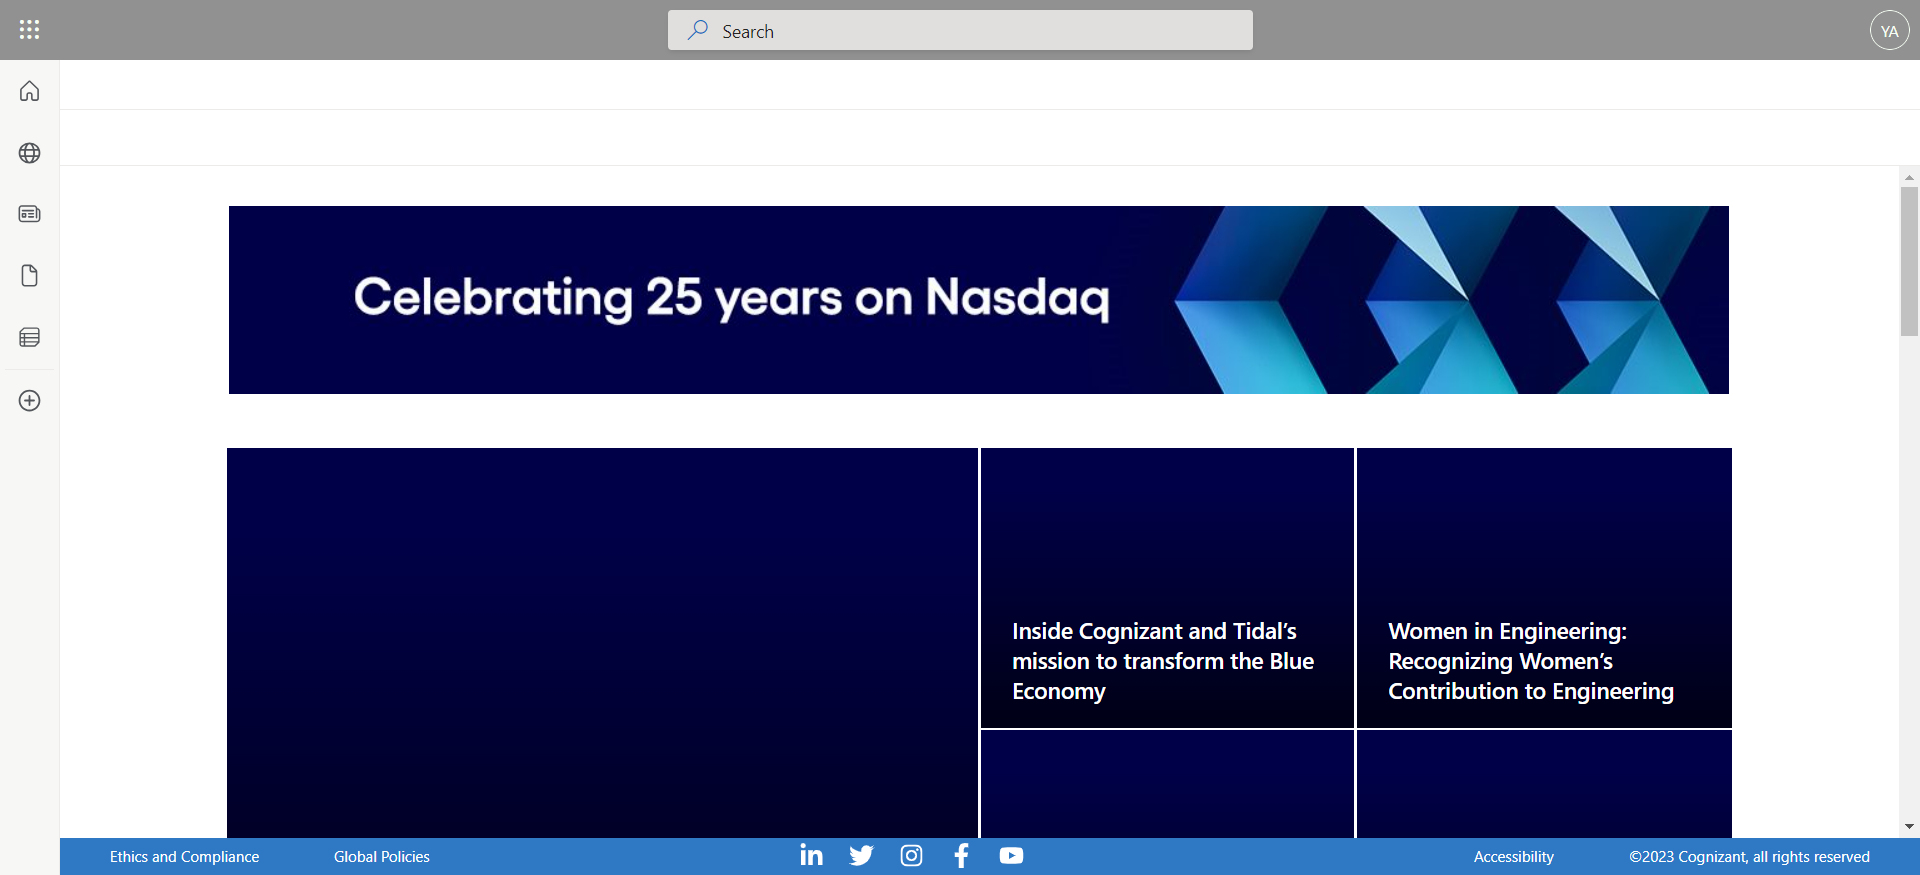 Search
YA
Celebrating 25 years on Nasdaq
Inside Cognizant and Tidal’s
mission to transform the Blue
Economy
Women in Engineering:
Recognizing Women’s
Contribution to Engineering
Ethics and Compliance
Global Policies
Accessibility
©2023 Cognizant, all rights reserved